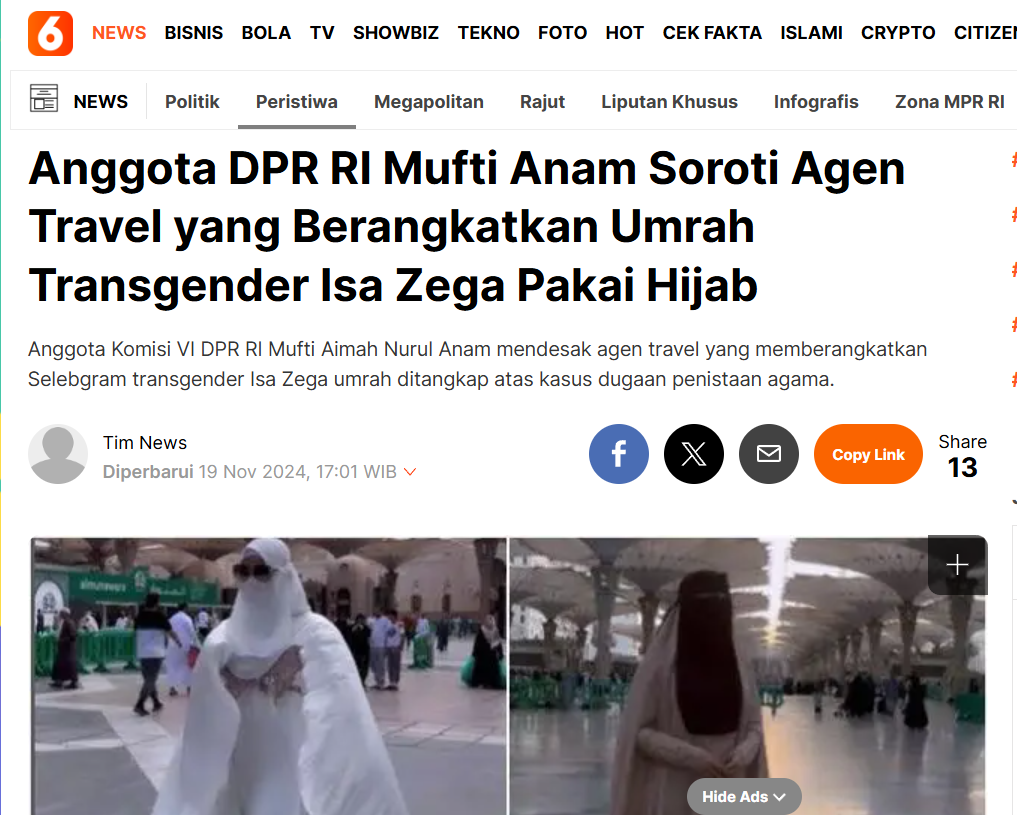 6 NEWS BISNIS BOLA TV SHOWBIZ TEKNO FOTO HOT CEK FAKTA ISLAMI CRYPTO CITIZEN
NEWS Politik Peristiwa Megapolitan Rajut Liputan Khusus Infografis Zona MPR RI
Anggota DPR RI Mufti Anam Soroti Agen
Travel yang Berangkatkan Umrah
Transgender Isa Zega Pakai Hijab
Anggota Komisi VI DPR RI Mufti Aimah Nurul Anam mendesak agen travel yang memberangkatkan
Selebgram transgender Isa Zega umrah ditangkap atas kasus dugaan penistaan agama.
Tim News
Diperbarui 19 Nov 2024, 17:01 WIB
Copy Link
Share
13
Hide Ads